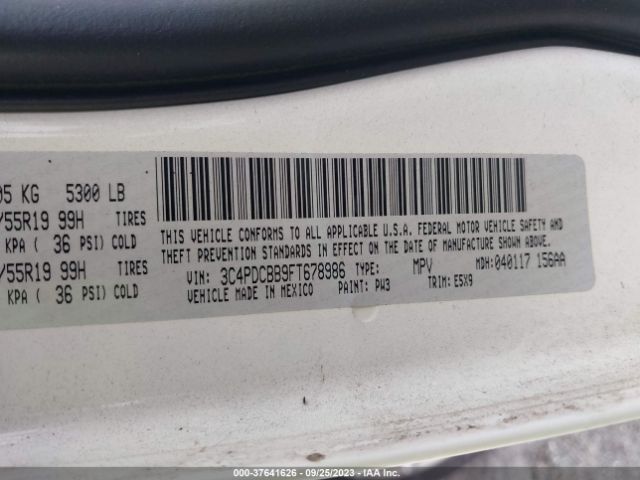 05 KG 5300 LB
/55R19 99H TIRES
KPA ( 36 PSI) COLD
/55R19 99H TIRES
KPA ( 36 PSI) COLD
THIS VEHICLE CONFORMS TO ALL APPLICABLE U.S.A. FEDERAL MOTOR VEHICLE SAFETY AND
THEFT PREVENTION STANDARDS IN EFFECT ON THE DATE OF MANUFACTURE SHOWN ABOVE.
VIN: 3C4PDCBB9FT678986 TYPE: MPV MDH: 040117 156AA
VEHICLE MADE IN MEXICO PAINT: PW3 TRIM: E5X9
000-37641626 - 09/25/2023 - IAA Inc.